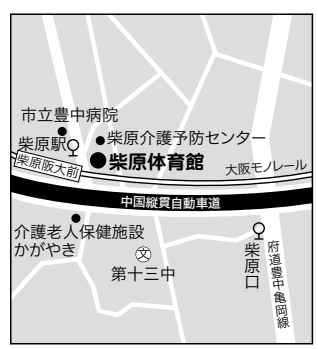 市立豊中病院
柴原駅
柴原介護予防センター
柴原体育館
柴原阪大前
大阪モノレール
中国縦貫自動車道
介護老人保健施設
かがやき
文
第十三中
柴原口
府道豊中亀岡線